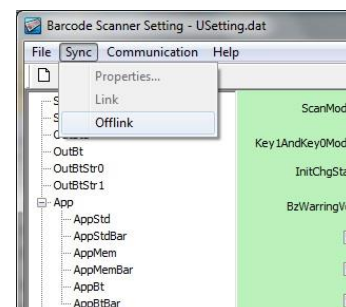 Barcode Scanner Setting - USetting.dat
File Sync Communication Help
Properties...
Link
Offlink
OutBt
OutBtStr0
OutBtStr1
App
AppStd
AppStdBar
AppMem
AppMemBar
AppBt
AppBtBar
ScanMod
Key1AndKey0Mod
InitChgSta
BzWarringV